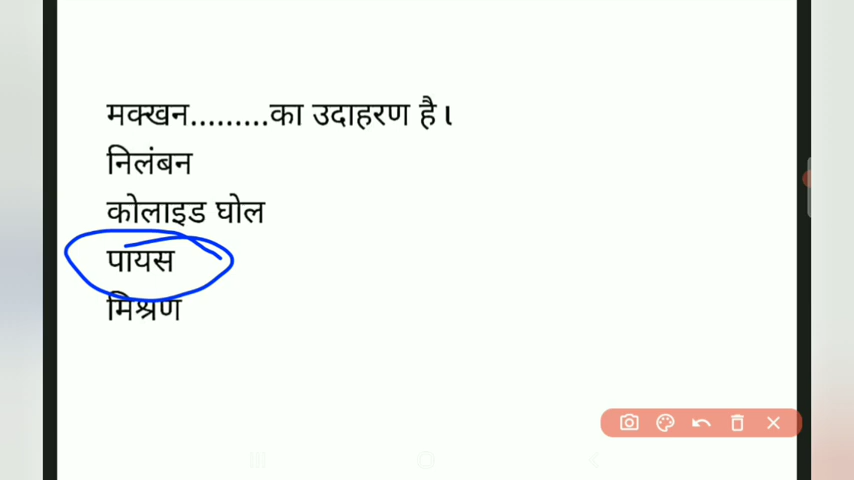 मक्खन.........का उदाहरण है।
निलंबन
कोलाइड घोल
पायस
मिश्रण